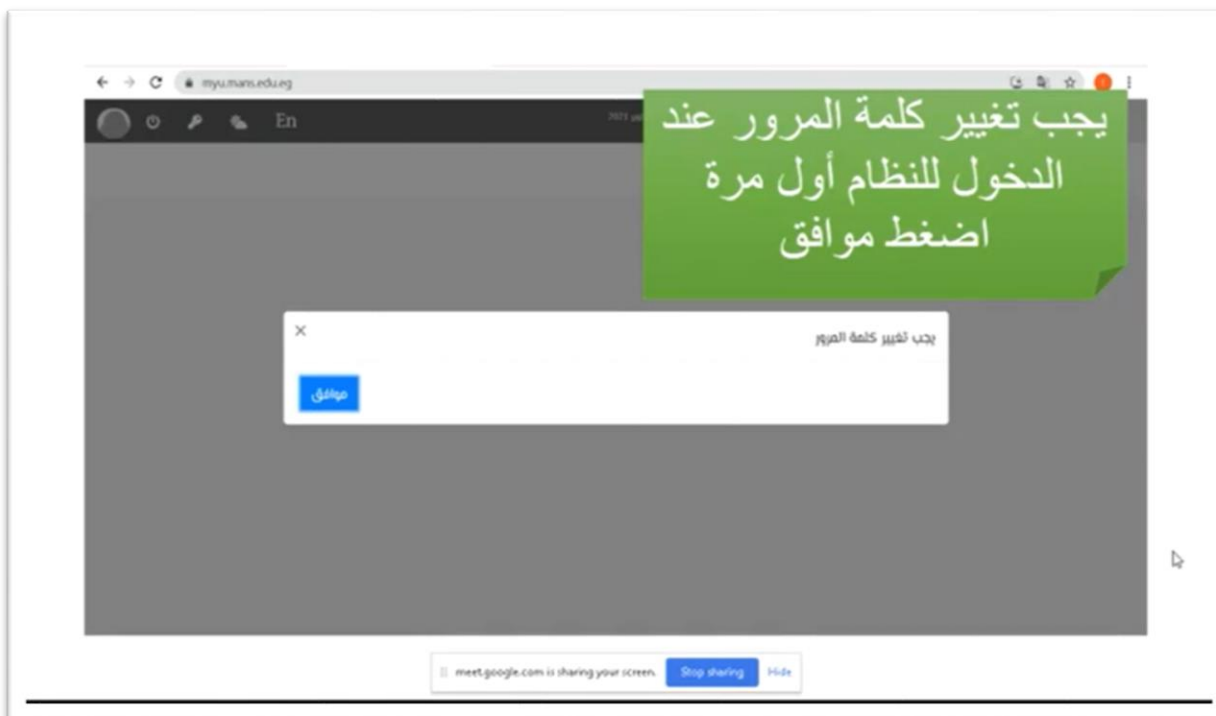 myu.mans.edu.eg
En
يجب تغيير كلمة المرور عند
الدخول للنظام أول مرة
اضغط موافق
يجب تغيير كلمة المرور
موافق
meet.google.com is sharing your screen.
Stop sharing
Hide